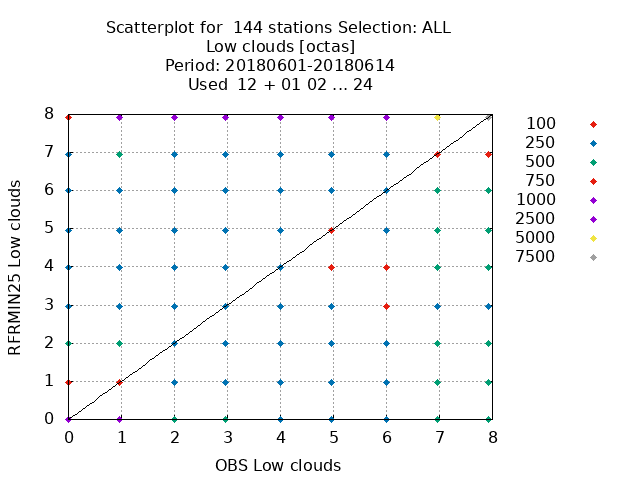 Scatterplot for  144 stations Selection: ALL
Low clouds [octas]
Period: 20180601-20180614
Used  12 + 01 02 ... 24
8
7
6
5
4
3
2
1
0
0 1 2 3 4 5 6 7 8
RFRMIN25 Low clouds
OBS Low clouds
100
250
500
750
1000
2500
5000
7500